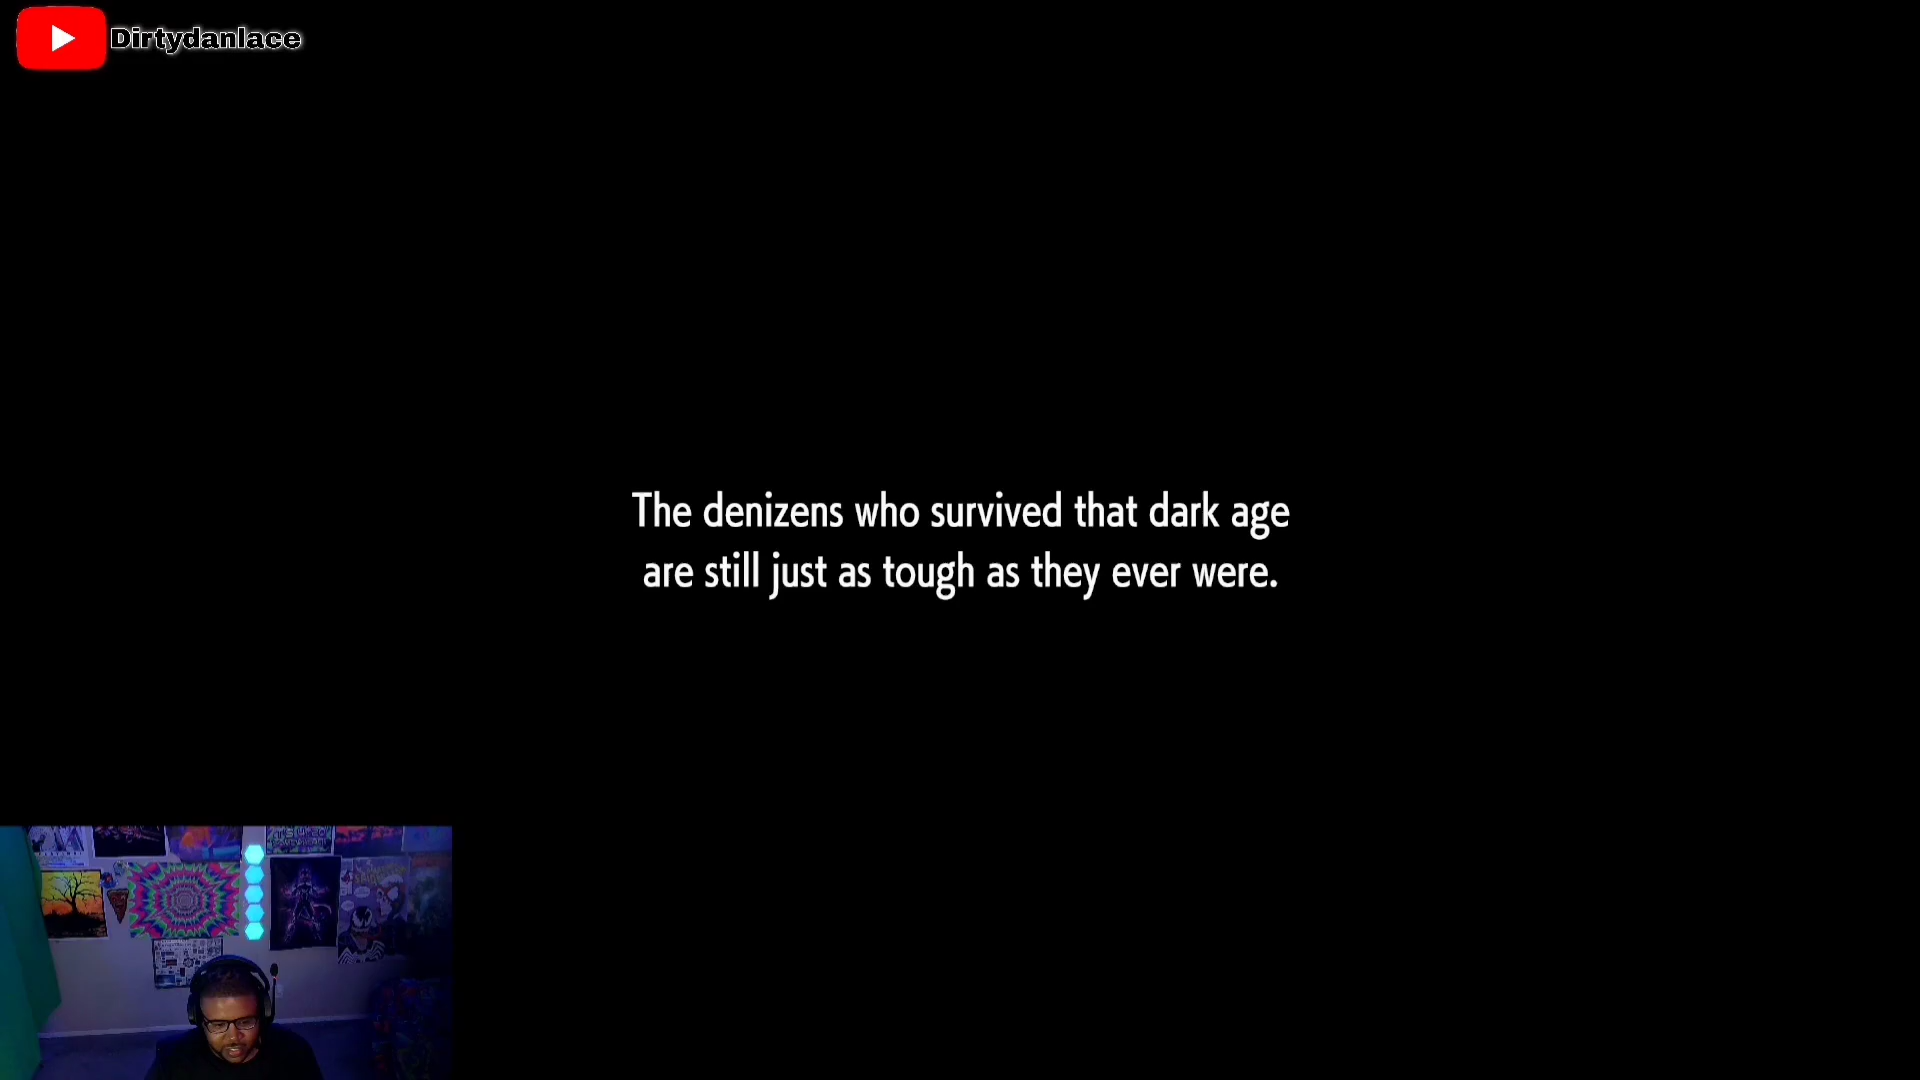 Dirtydanlace
The denizens who survived that dark age
are still just as tough as they ever were.